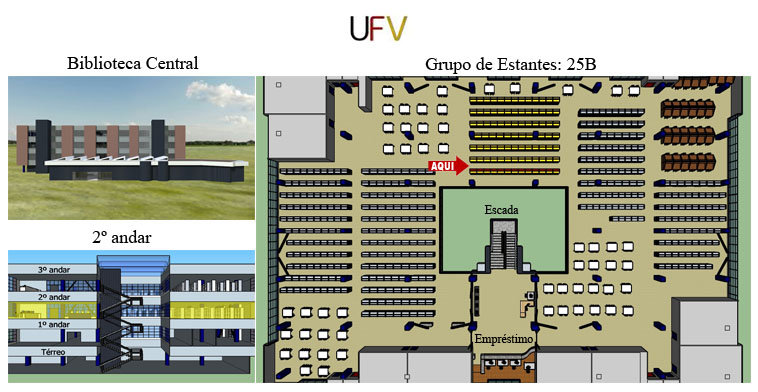 UFV
Biblioteca Central
Grupo de Estantes: 25B
AQUI
Escada
2º andar
3º andar
2º andar
1º andar
Térreo
Empréstimo